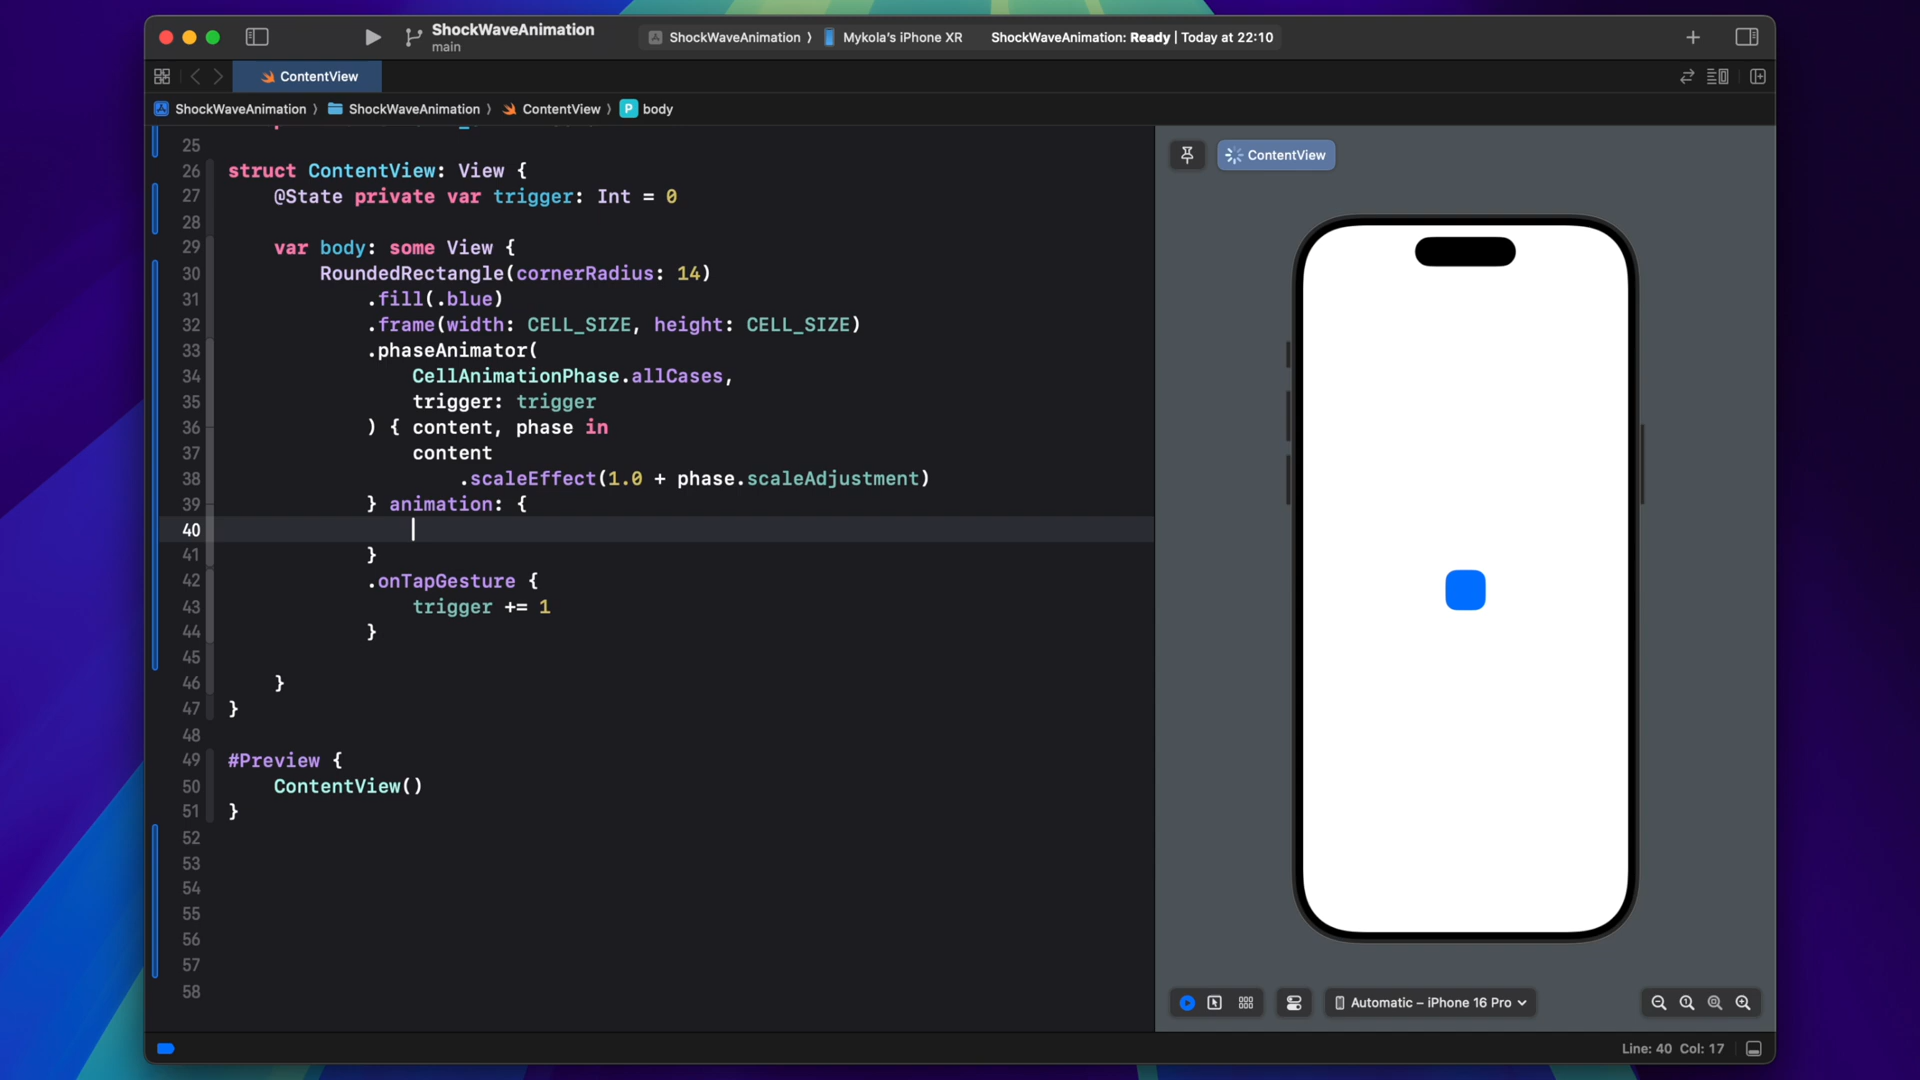 ShockWaveAnimation
main
ShockWaveAnimation 〉 Mykola's iPhone XR
ShockWaveAnimation: Ready | Today at 22:10
ContentView
ShockWaveAnimation 〉 ShockWaveAnimation 〉 ContentView 〉 P body
25
26 struct ContentView: View {
27 @State private var trigger: Int = 0
28
29 var body: some View {
30 RoundedRectangle(cornerRadius: 14)
31 .fill(.blue)
32 .frame(width: CELL_SIZE, height: CELL_SIZE)
33 .phaseAnimator(
34 CellAnimationPhase.allCases,
35 trigger: trigger
36 ) { content, phase in
37 content
38 .scaleEffect(1.0 + phase.scaleAdjustment)
39 } animation: {
40
41 }
42 .onTapGesture {
43 trigger += 1
44 }
45
46 }
47 }
48
49 #Preview {
50 ContentView()
51 }
52
53
54
55
56
57
58
ContentView
Automatic – iPhone 16 Pro
Line: 40 Col: 17